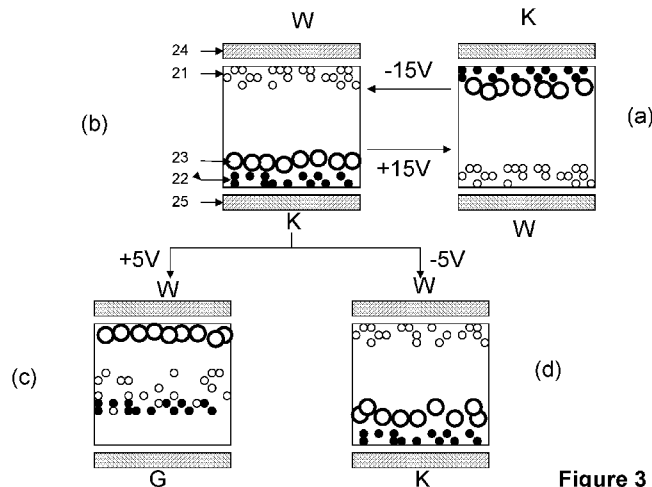 W
K
24
21
-15V
(b)
(a)
23
+15V
22
25
K
W
+5V
-5V
W
W
(c)
(d)
G
K
Figure 3